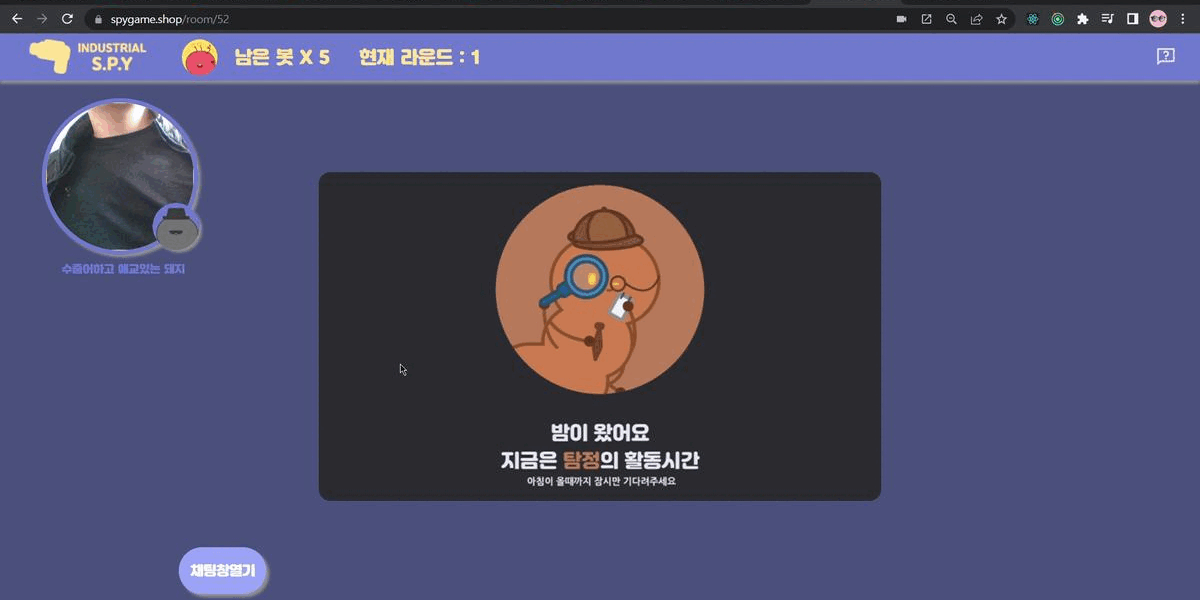 spygame.shop/room/52
INDUSTRIAL
S.P.Y
남은 봇 X 5
현재 라운드 : 1
수줍어하고 애교있는 돼지
밤이 왔어요
지금은 탐정의 활동시간
아침이 올때까지 잠시만 기다려주세요
채팅창열기